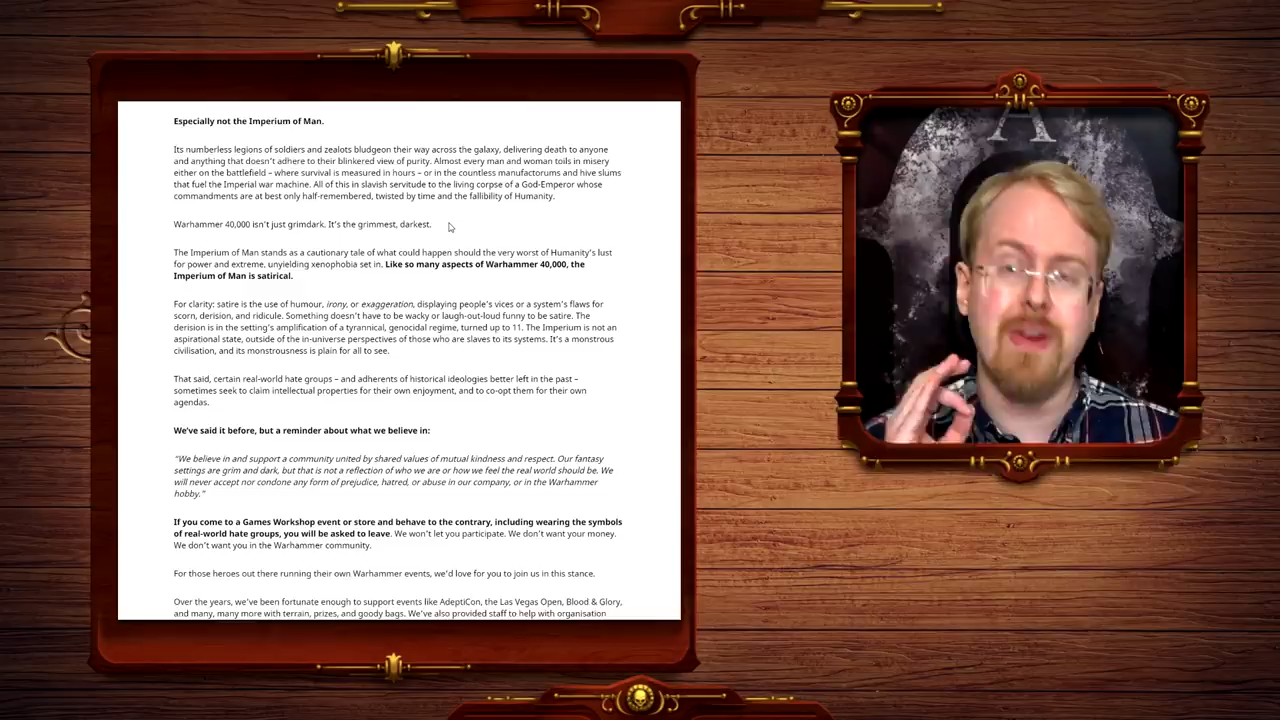 Especially not the Imperium of Man.
Its numberless legions of soldiers and zealots bludgeon their way across the galaxy, delivering death to anyone
and anything that doesn't adhere to their blinkered view of purity. Almost every man and woman toils in misery
either on the battlefield – where survival is measured in hours – or in the countless manufactorums and hive slums
that fuel the Imperial war machine. All of this in slavish servitude to the living corpse of a God-Emperor whose
commandments are at best only half-remembered, twisted by time and the fallibility of Humanity.
Warhammer 40,000 isn't just grimdark. It's the grimmest, darkest.
The Imperium of Man stands as a cautionary tale of what could happen should the very worst of Humanity's lust
for power and extreme, unyielding xenophobia set in. Like so many aspects of Warhammer 40,000, the
Imperium of Man is satirical.
For clarity: satire is the use of humour, irony, or exaggeration, displaying people's vices or a system's flaws for
scorn, derision, and ridicule. Something doesn't have to be wacky or laugh-out-loud funny to be satire. The
derision is in the setting's amplification of a tyrannical, genocidal regime, turned up to 11. The Imperium is not an
aspirational state, outside of the in-universe perspectives of those who are slaves to its systems. It's a monstrous
civilisation, and its monstrousness is plain for all to see.
That said, certain real-world hate groups – and adherents of historical ideologies better left in the past –
sometimes seek to claim intellectual properties for their own enjoyment, and to co-opt them for their own
agendas.
We've said it before, but a reminder about what we believe in:
"We believe in and support a community united by shared values of mutual kindness and respect. Our fantasy
settings are grim and dark, but that is not a reflection of who we are or how we feel the real world should be. We
will never accept nor condone any form of prejudice, hatred, or abuse in our company, or in the Warhammer
hobby."
If you come to a Games Workshop event or store and behave to the contrary, including wearing the symbols
of real-world hate groups, you will be asked to leave. We won't let you participate. We don't want your money.
We don't want you in the Warhammer community.
For those heroes out there running their own Warhammer events, we'd love for you to join us in this stance.
Over the years, we've been fortunate enough to support events like AdeptiCon, the Las Vegas Open, Blood & Glory,
and many, many more with terrain, prizes, and goody bags. We've also provided staff to help with organisation
A